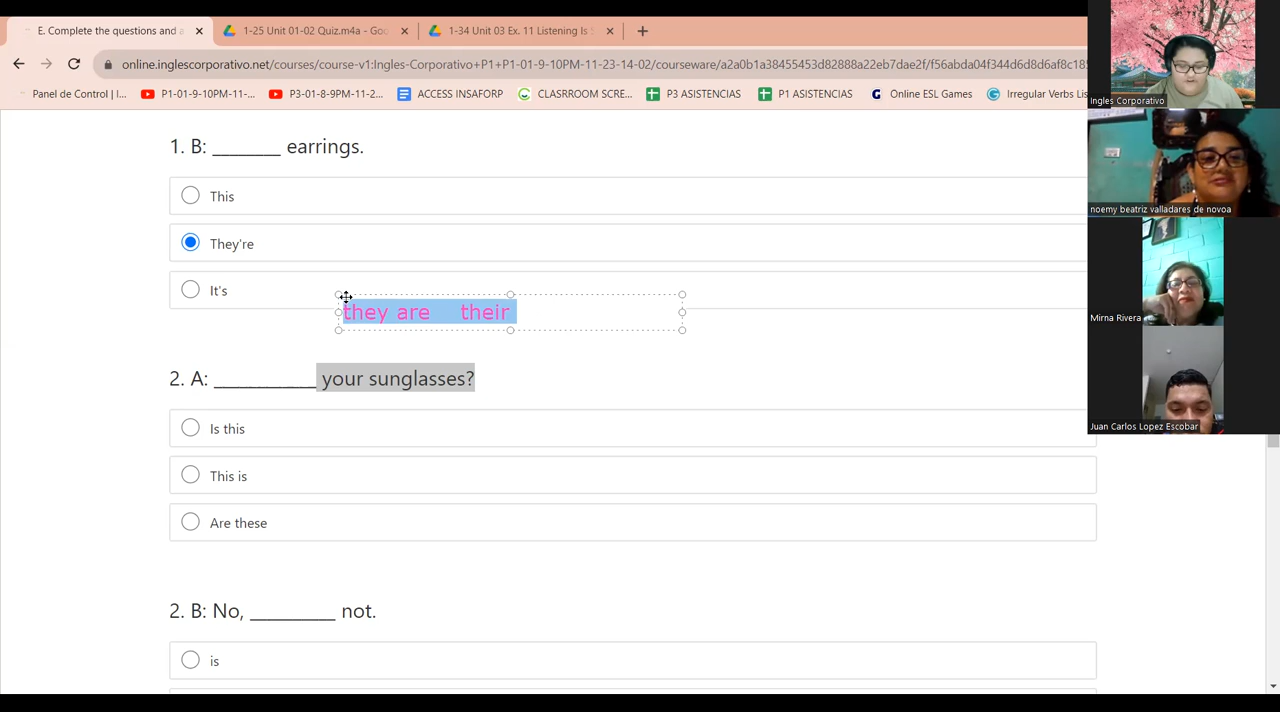 E. Complete the questions and a
1-25 Unit 01-02 Quiz.m4a - Goo
1-34 Unit 03 Ex. 11 Listening Is
online.inglescorporativo.net/courses/course-v1:Ingles-Corporativo+P1+P1-01-9-10PM-11-23-14-02/courseware/a2a0b1a38455453d82888a22eb7dae2f/f56abda04f344d6d8d6af8c185
Panel de Control | I... P1-01-9-10PM-11-... P3-01-8-9PM-11-2... ACCESS INSAFORP CLASRROOM SCRE... P3 ASISTENCIAS P1 ASISTENCIAS Online ESL Games Irregular Verbs Lis
1. B: ________ earrings.
This
They're
It's
they are their
2. A: ____________ your sunglasses?
Is this
This is
Are these
2. B: No, __________ not.
is
Ingles Corporativo
noemy beatriz valladares de novoa
Mirna Rivera
Juan Carlos Lopez Escobar